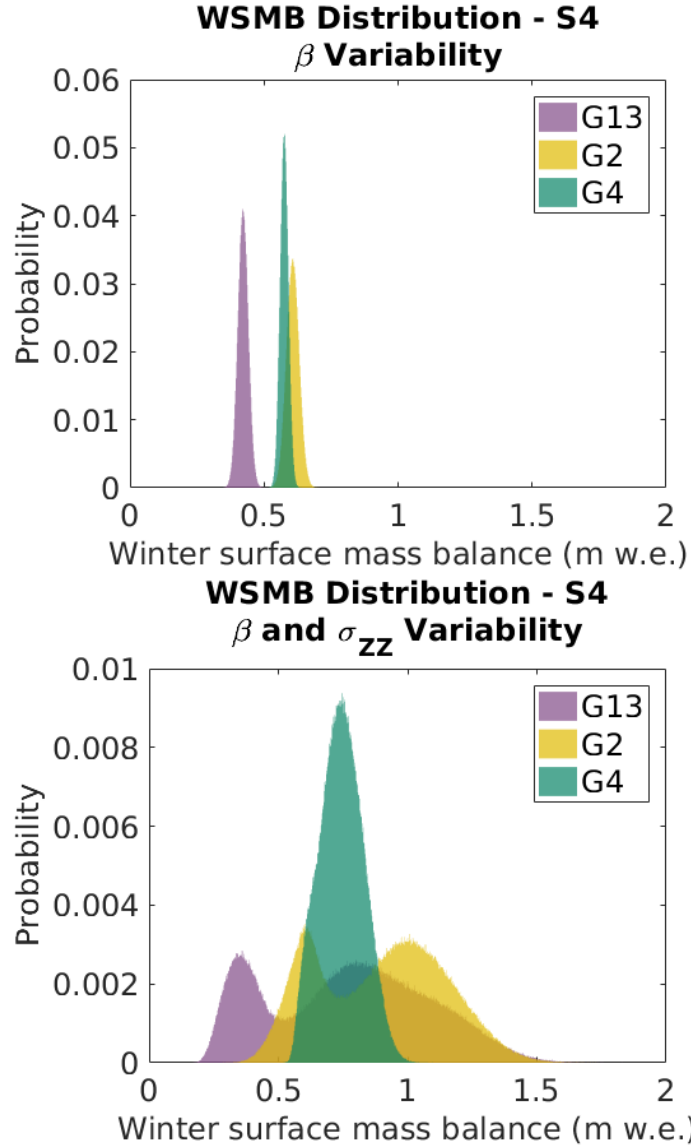 WSMB Distribution - S4
β Variability
0.06
0.05
0.04
0.03
0.02
0.01
0
Probability
G13
G2
G4
0
0.5
1
1.5
2
Winter surface mass balance (m w.e.)
WSMB Distribution - S4
β and σzz Variability
0.01
0.008
0.006
0.004
0.002
0
Probability
G13
G2
G4
0
0.5
1
1.5
2
Winter surface mass balance (m w.e.)